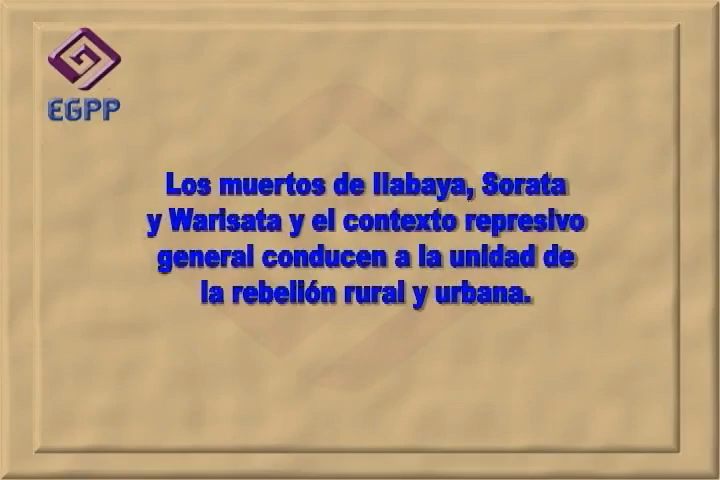 EGPP
Los muertos de Ilabaya, Sorata
y Warisata y el contexto represivo
general conducen a la unidad de
la rebelión rural y urbana.